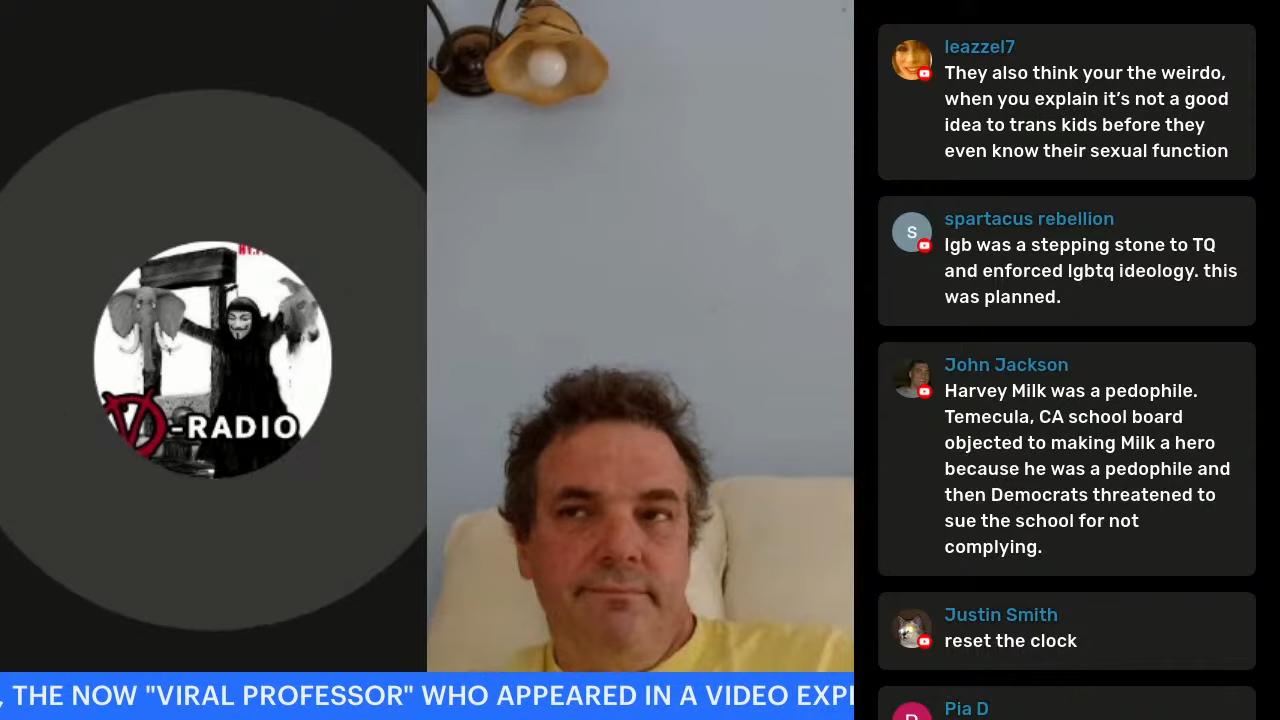 V-RADIO
, THE NOW "VIRAL PROFESSOR" WHO APPEARED IN A VIDEO EXPI
leazzel7
They also think your the weirdo,
when you explain it’s not a good
idea to trans kids before they
even know their sexual function
S
spartacus rebellion
lgb was a stepping stone to TQ
and enforced lgbtq ideology. this
was planned.
John Jackson
Harvey Milk was a pedophile.
Temecula, CA school board
objected to making Milk a hero
because he was a pedophile and
then Democrats threatened to
sue the school for not
complying.
Justin Smith
reset the clock
Pia D